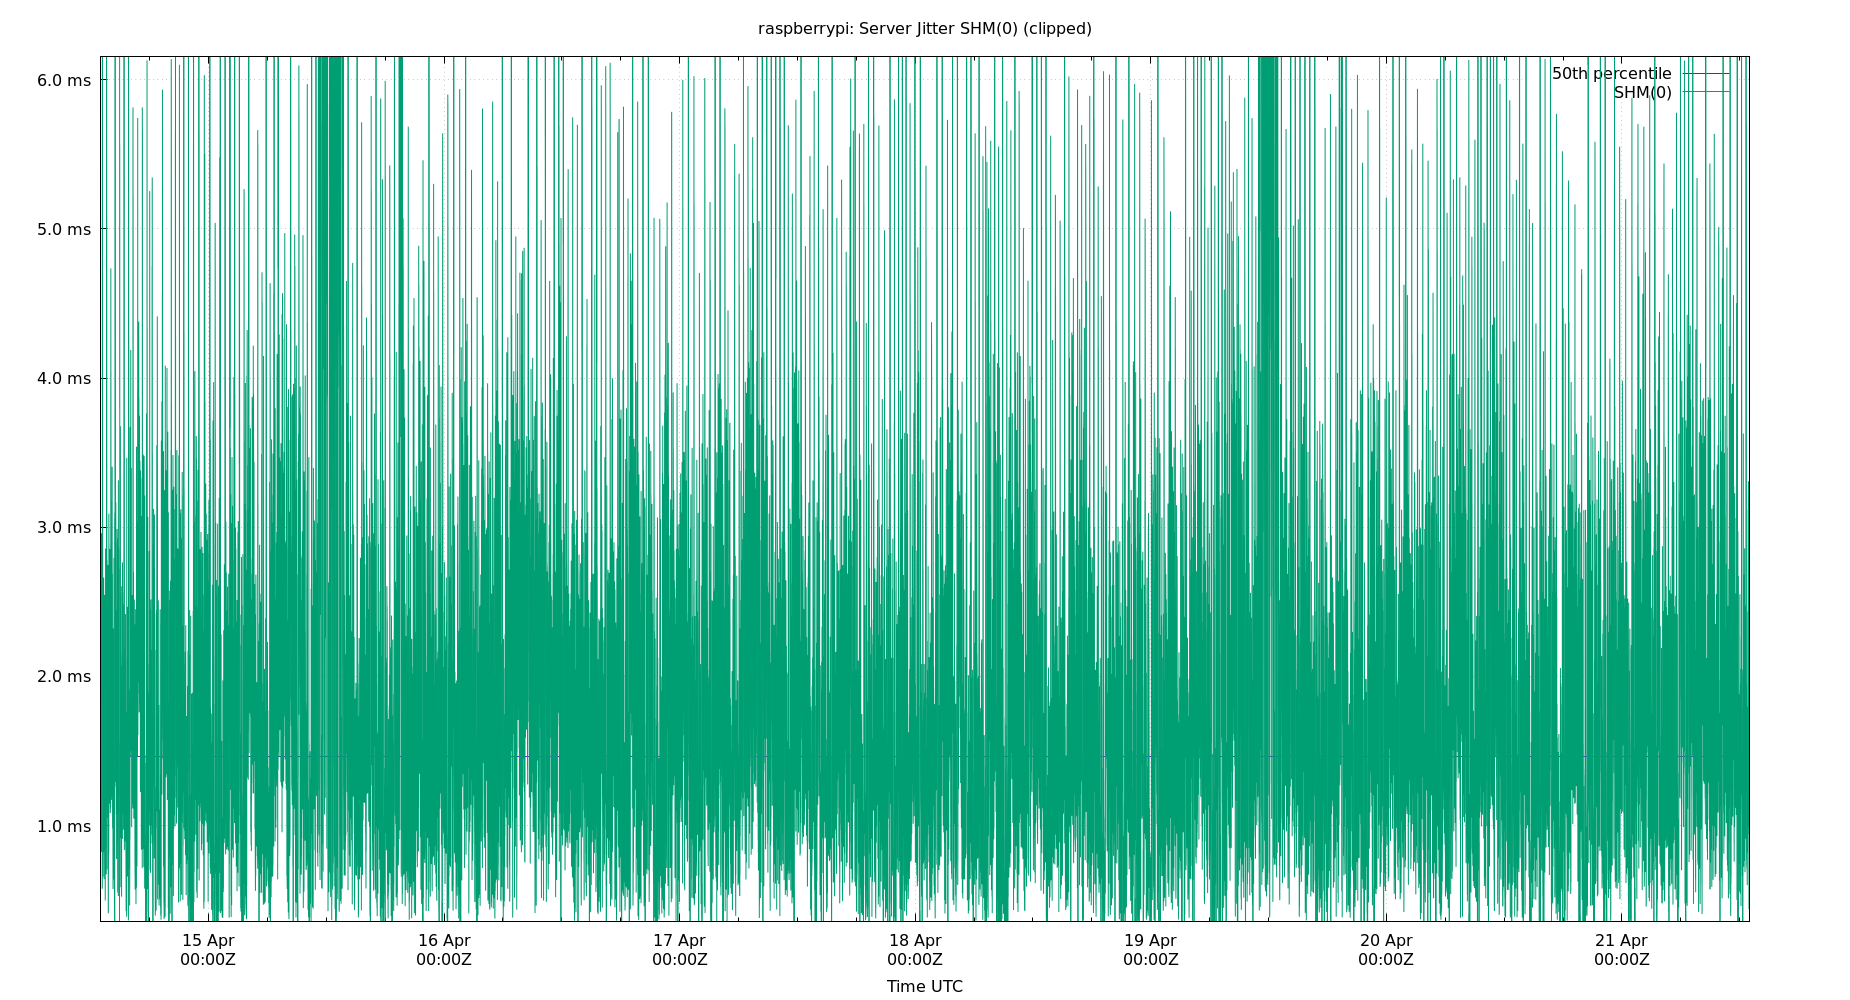 raspberrypi: Server Jitter SHM(0) (clipped)
6.0 ms
50th percentile
SHM(0)
5.0 ms
4.0 ms
3.0 ms
2.0 ms
1.0 ms
15 Apr 16 Apr 17 Apr 18 Apr 19 Apr 20 Apr 21 Apr
00:00Z 00:00Z 00:00Z 00:00Z 00:00Z 00:00Z 00:00Z
Time UTC